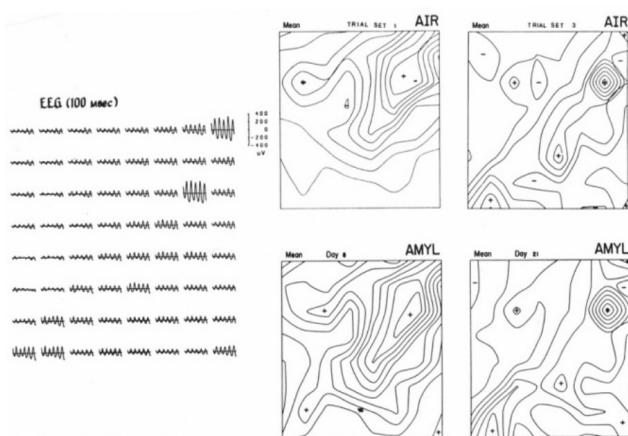 EEG (100 msec)
400
200
0
-200
-400
uV
Mean TRIAL SET 1 AIR
Mean TRIAL SET 3 AIR
Mean Day 8 AMYL
Mean Day 21 AMYL